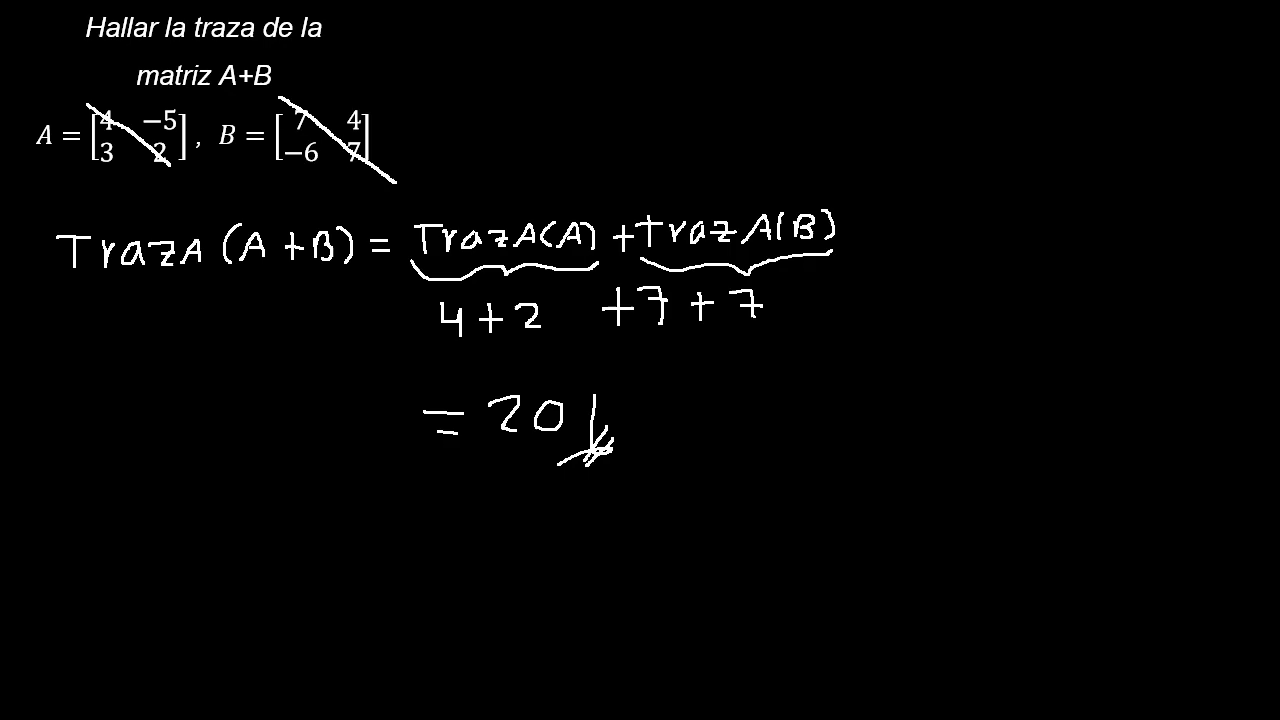 Hallar la traza de la
matriz A+B
A = [4 −5
3 2] , B = [7 4
−6 7]
TrazA (A + B) = TrazA(A) + TrazA(B)
4 + 2 + 7 + 7
= 20